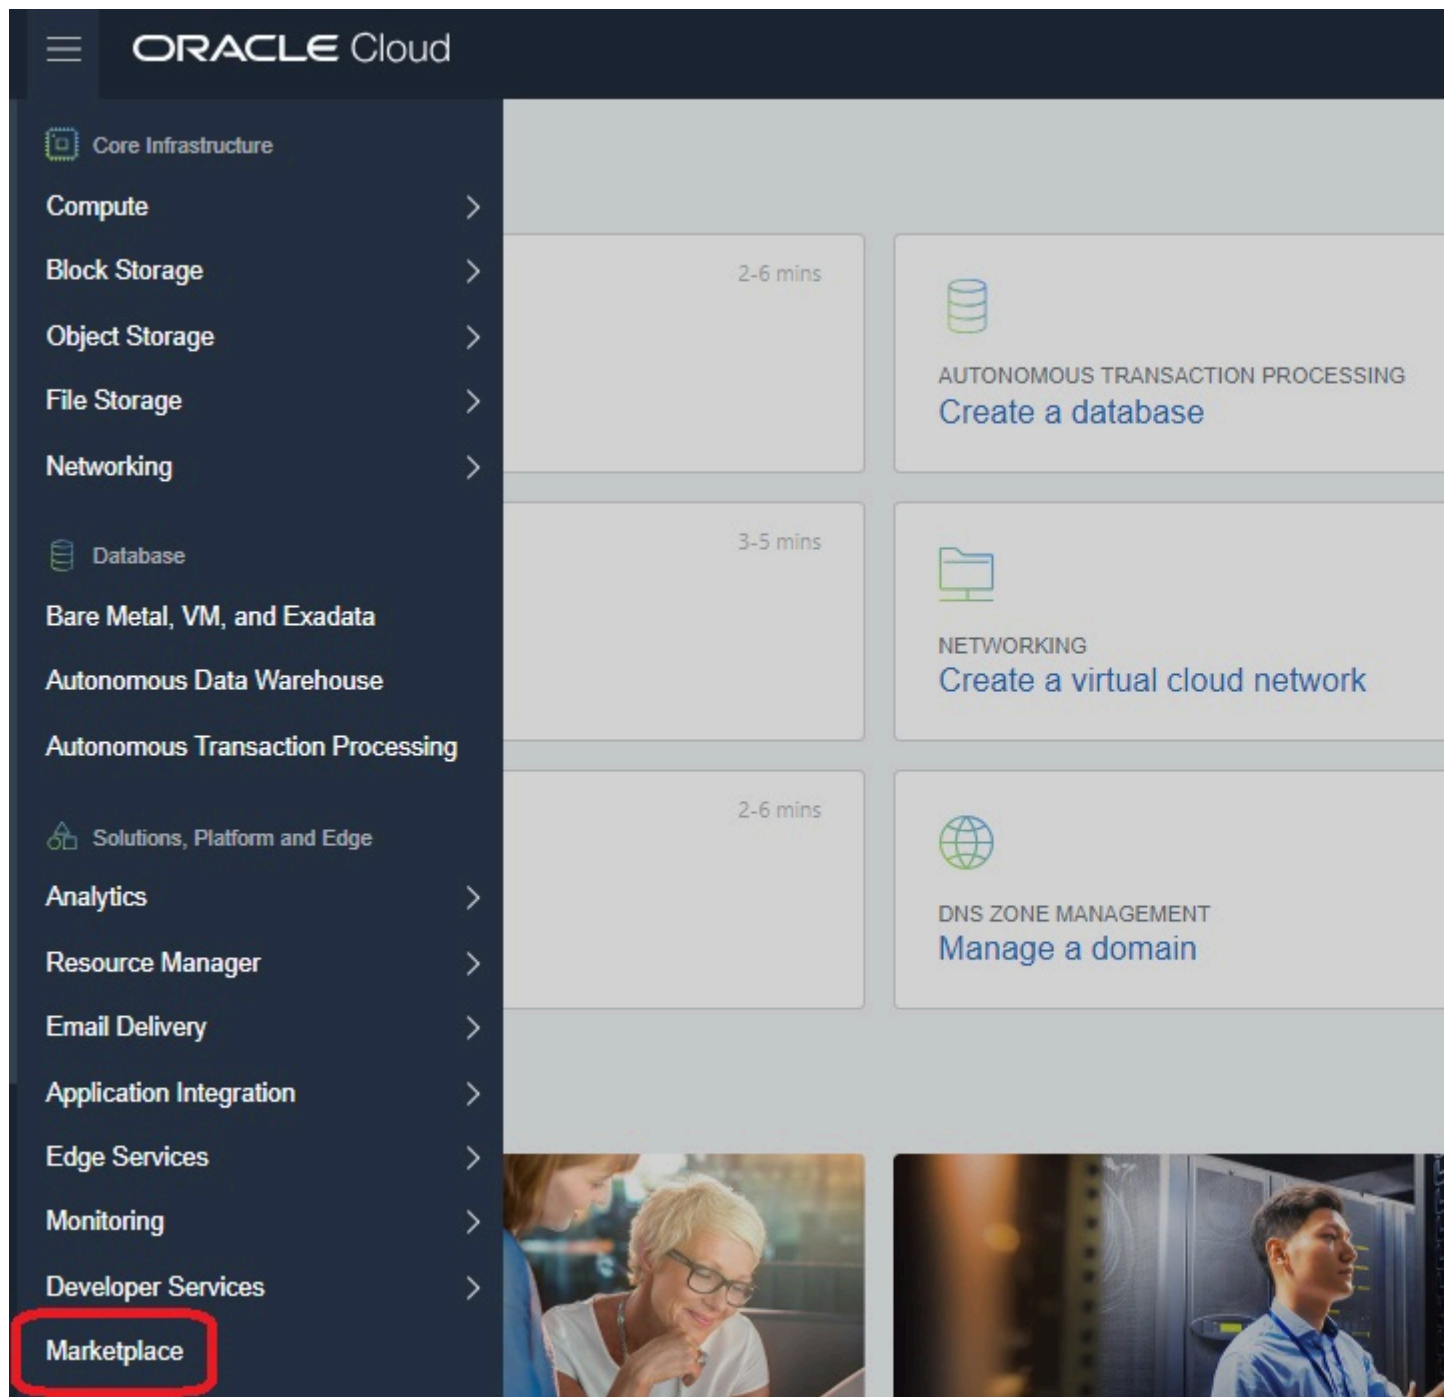 ORACLE Cloud
Core Infrastructure
Compute
Block Storage
Object Storage
File Storage
Networking
Database
Bare Metal, VM, and Exadata
Autonomous Data Warehouse
Autonomous Transaction Processing
Solutions, Platform and Edge
Analytics
Resource Manager
Email Delivery
Application Integration
Edge Services
Monitoring
Developer Services
Marketplace
2-6 mins
AUTONOMOUS TRANSACTION PROCESSING
Create a database
3-5 mins
NETWORKING
Create a virtual cloud network
2-6 mins
DNS ZONE MANAGEMENT
Manage a domain